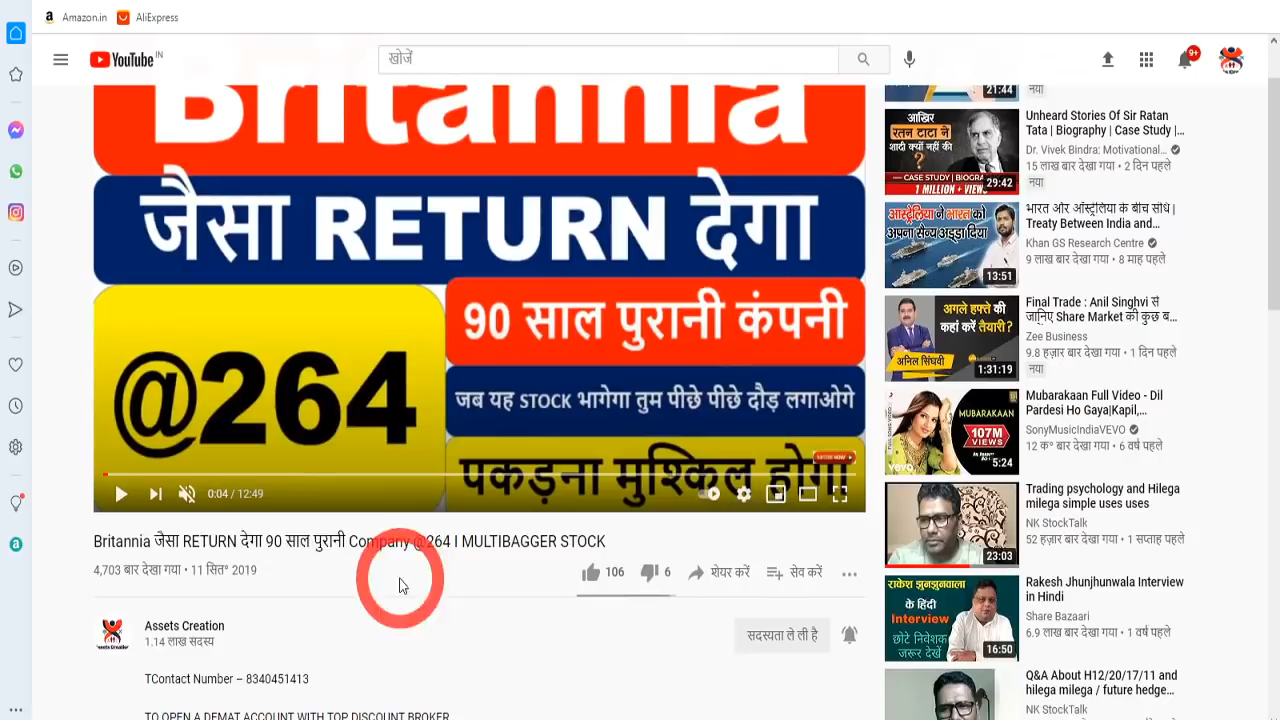 Amazon.in AliExpress
YouTube IN
खोजें
9+
Britannia
जैसा RETURN देगा
@264
90 साल पुरानी कंपनी
जब यह STOCK भागेगा तुम पीछे पीछे दौड़ लगाओगे
पकड़ना मुश्किल होगा
0:04 / 12:49
Britannia जैसा RETURN देगा 90 साल पुरानी Company @ 264 I MULTIBAGGER STOCK
4,703 बार देखा गया • 11 सित॰ 2019
106 6 शेयर करें सेव करें
Assets Creation
1.14 लाख सदस्य
सदस्यता ले ली है
TContact Number – 8340451413
TO OPEN A DEMAT ACCOUNT WITH TOP DISCOUNT BROKER
21:44
नया
आखिर
रतन टाटा ने
शादी क्यों नहीं की
?
CASE STUDY | BIOGRA
1 MILLION + VIEWS
29:42
Unheard Stories Of Sir Ratan
Tata | Biography | Case Study |...
Dr. Vivek Bindra: Motivational...
15 लाख बार देखा गया • 2 दिन पहले
नया
आस्ट्रेलिया ने भारत को
अपना सैन्य अड्डा दिया
13:51
भारत और ऑस्ट्रेलिया के बीच संधि |
Treaty Between India and...
Khan GS Research Centre
9 लाख बार देखा गया • 8 माह पहले
अगले हफ्ते की
कहां करें तैयारी?
अनिल सिंघवी
1:31:19
Final Trade : Anil Singhvi से
जानिए Share Market की कुछ ब...
Zee Business
9.8 हज़ार बार देखा गया • 1 दिन पहले
नया
MUBARAKAAN
107M
VIEWS
vevo
5:24
Mubarakaan Full Video - Dil
Pardesi Ho Gaya|Kapil,...
SonyMusicIndiaVEVO
12 क॰ बार देखा गया • 6 वर्ष पहले
23:03
Trading psychology and Hilega
milega simple uses uses
NK StockTalk
52 हज़ार बार देखा गया • 1 सप्ताह पहले
राकेश झुनझुनवाला
के हिंदी
Interview
छोटे निवेशक
जरूर देखें
16:50
Rakesh Jhunjhunwala Interview
in Hindi
Share Bazaari
6.9 लाख बार देखा गया • 1 वर्ष पहले
Q&A About H12/20/17/11 and
hilega milega / future hedge...
NK StockTalk